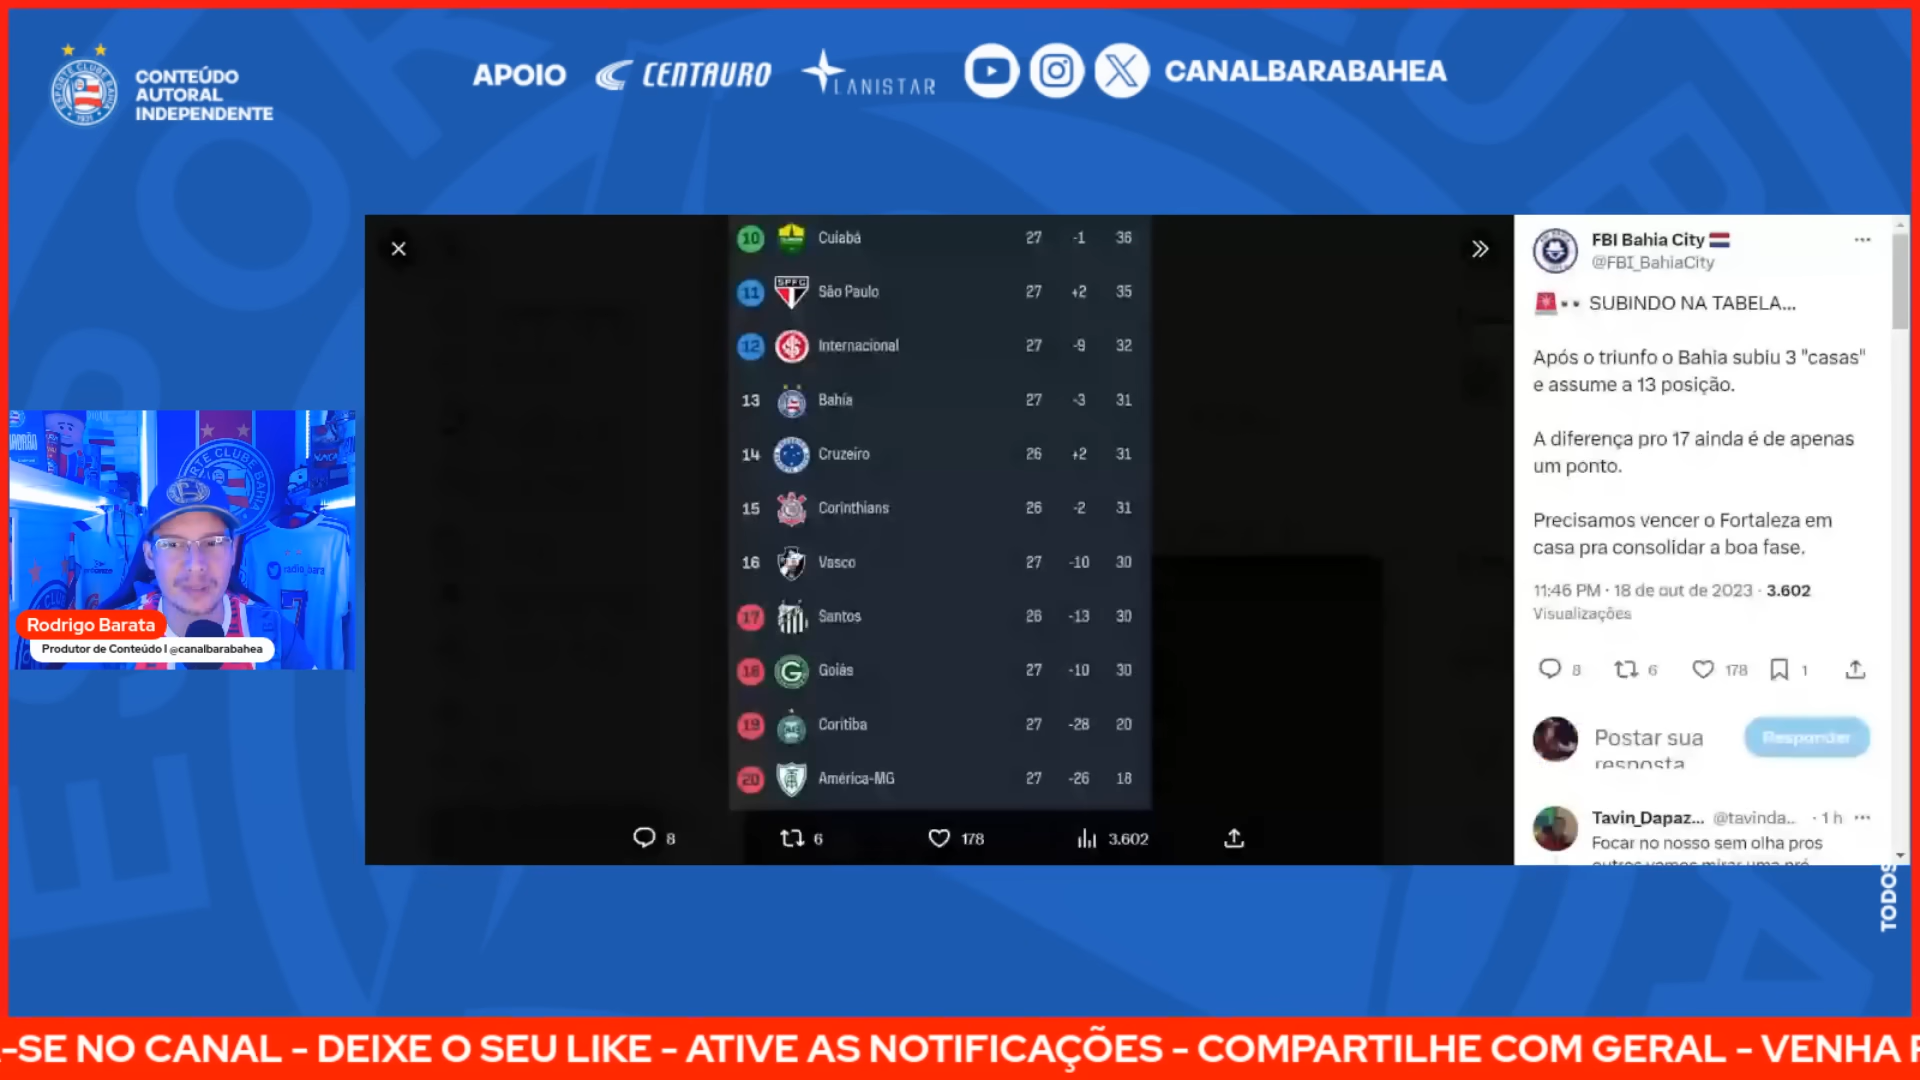 CONTEÚDO
AUTORAL
INDEPENDENTE
APOIO CENTAURO LANISTAR CANALBARABAHEA
10 Cuiabá 27 -1 36
11 São Paulo 27 +2 35
12 Internacional 27 -9 32
13 Bahia 27 -3 31
14 Cruzeiro 26 +2 31
15 Corinthians 26 -2 31
16 Vasco 27 -10 30
17 Santos 26 -13 30
18 Goiás 27 -10 30
19 Coritiba 27 -28 20
20 América-MG 27 -26 18
8 6 178 3.602
FBI Bahia City
@FBI_BahiaCity
SUBINDO NA TABELA...
Após o triunfo o Bahia subiu 3 "casas"
e assume a 13 posição.
A diferença pro 17 ainda é de apenas
um ponto.
Precisamos vencer o Fortaleza em
casa pra consolidar a boa fase.
11:46 PM · 18 de out de 2023 · 3.602
Visualizações
8 6 178 1
Postar sua
resposta
Responder
Tavin_Dapaz... @tavinda.. · 1 h
Focar no nosso sem olha pros
outros vamos mirar uma pré
Rodrigo Barata
Produtor de Conteúdo | @canalbarabahea
TODOS
-SE NO CANAL - DEIXE O SEU LIKE - ATIVE AS NOTIFICAÇÕES - COMPARTILHE COM GERAL - VENHA